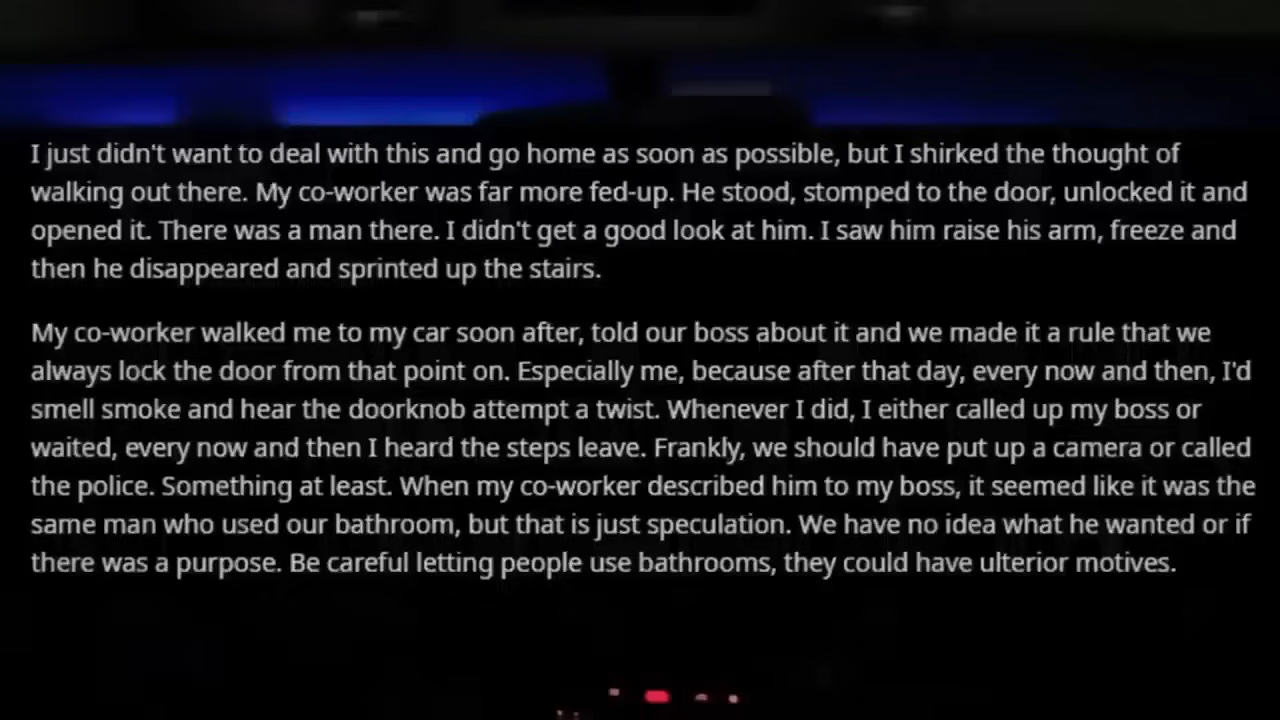 I just didn't want to deal with this and go home as soon as possible, but I shirked the thought of
walking out there. My co-worker was far more fed-up. He stood, stomped to the door, unlocked it and
opened it. There was a man there. I didn't get a good look at him. I saw him raise his arm, freeze and
then he disappeared and sprinted up the stairs.
My co-worker walked me to my car soon after, told our boss about it and we made it a rule that we
always lock the door from that point on. Especially me, because after that day, every now and then, I'd
smell smoke and hear the doorknob attempt a twist. Whenever I did, I either called up my boss or
waited, every now and then I heard the steps leave. Frankly, we should have put up a camera or called
the police. Something at least. When my co-worker described him to my boss, it seemed like it was the
same man who used our bathroom, but that is just speculation. We have no idea what he wanted or if
there was a purpose. Be careful letting people use bathrooms, they could have ulterior motives.